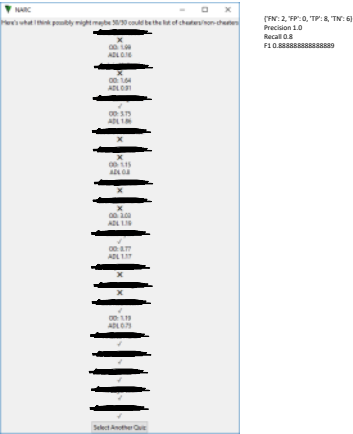 NARC
Here's what I think possibly might maybe 50/50 could be the list of cheaters/non-cheaters
✕
OD: 1.99
ADL 0.16
✕
OD: 1.64
ADL 0.91
✓
OD: 3.75
ADL 1.86
✕
✕
OD: 1.15
ADL 0.8
✕
✕
OD: 3.03
ADL 1.19
✓
OD: 0.77
ADL 1.17
✕
✕
✓
OD: 1.19
ADL 0.73
✓
✓
✓
✓
✓
Select Another Quiz
{'FN': 2, 'FP': 0, 'TP': 8, 'TN': 6}
Precision 1.0
Recall 0.8
F1 0.888888888888889